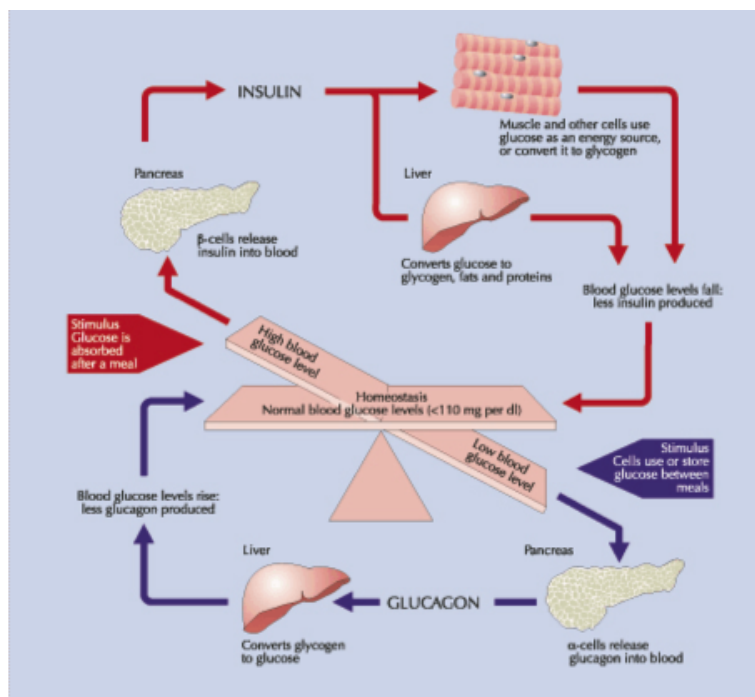 INSULIN
Muscle and other cells use
glucose as an energy source,
or convert it to glycogen
Pancreas
Liver
β-cells release
insulin into blood
Converts glucose to
glycogen, fats and proteins
Blood glucose levels fall:
less insulin produced
Stimulus
Glucose is
absorbed
after a meal
High blood
glucose level
Homeostasis
Normal blood glucose levels (<110 mg per dl)
Low blood
glucose level
Stimulus
Cells use or store
glucose between
meals
Blood glucose levels rise:
less glucagon produced
Liver
Pancreas
GLUCAGON
Converts glycogen
to glucose
α-cells release
glucagon into blood